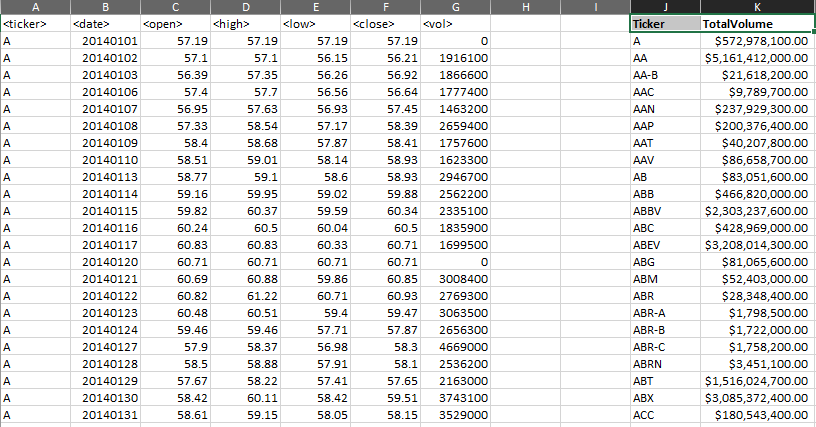 A B C D E F G H I J K
<ticker> <date> <open> <high> <low> <close> <vol> Ticker TotalVolume
A 20140101 57.19 57.19 57.19 57.19 0 A $572,978,100.00
A 20140102 57.1 57.1 56.15 56.21 1916100 AA $5,161,412,000.00
A 20140103 56.39 57.35 56.26 56.92 1866600 AA-B $21,618,200.00
A 20140106 57.4 57.7 56.56 56.64 1777400 AAC $9,789,700.00
A 20140107 56.95 57.63 56.93 57.45 1463200 AAN $237,929,300.00
A 20140108 57.33 58.54 57.17 58.39 2659400 AAP $200,376,400.00
A 20140109 58.4 58.68 57.87 58.41 1757600 AAT $40,207,800.00
A 20140110 58.51 59.01 58.14 58.93 1623300 AAV $86,658,700.00
A 20140113 58.77 59.1 58.6 58.93 2946700 AB $83,051,600.00
A 20140114 59.16 59.95 59.02 59.88 2562200 ABB $466,820,000.00
A 20140115 59.82 60.37 59.59 60.34 2335100 ABBV $2,303,237,600.00
A 20140116 60.24 60.5 60.04 60.5 1835900 ABC $428,969,000.00
A 20140117 60.83 60.83 60.33 60.71 1699500 ABEV $3,208,014,300.00
A 20140120 60.71 60.71 60.71 60.71 0 ABG $81,065,600.00
A 20140121 60.69 60.88 59.86 60.85 3008400 ABM $52,403,000.00
A 20140122 60.82 61.22 60.71 60.93 2769300 ABR $28,348,400.00
A 20140123 60.48 60.51 59.4 59.47 3063500 ABR-A $1,798,500.00
A 20140124 59.46 59.46 57.71 57.87 2656300 ABR-B $1,722,000.00
A 20140127 57.9 58.37 56.98 58.3 4669000 ABR-C $1,758,200.00
A 20140128 58.5 58.88 57.91 58.1 2536200 ABRN $3,451,100.00
A 20140129 57.67 58.22 57.41 57.65 2163000 ABT $1,516,024,700.00
A 20140130 58.42 60.11 58.42 59.51 3743100 ABX $3,085,372,400.00
A 20140131 58.61 59.15 58.05 58.15 3529000 ACC $180,543,400.00